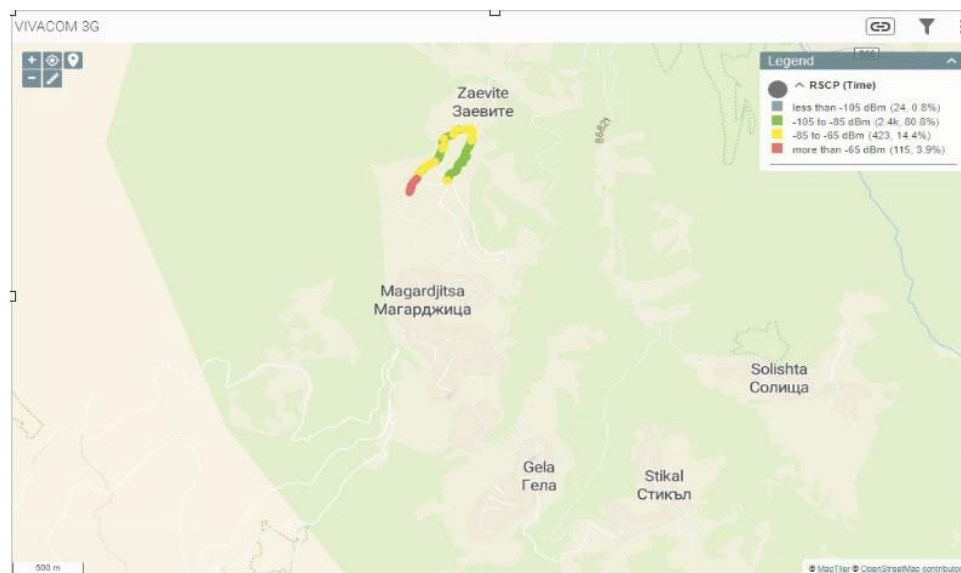 VIVACOM 3G
Legend
RSCP (Time)
less than -105 dBm (24, 0.8%)
-105 to -85 dBm (2.4k, 80.8%)
-85 to -65 dBm (423, 14.4%)
more than -65 dBm (115, 3.9%)
Zaevite
Заевите
Magardjitsa
Магарджица
Solishta
Солища
Gela
Гела
Stikal
Стикъл
500 m
© MapTiler © OpenStreetMap contributor